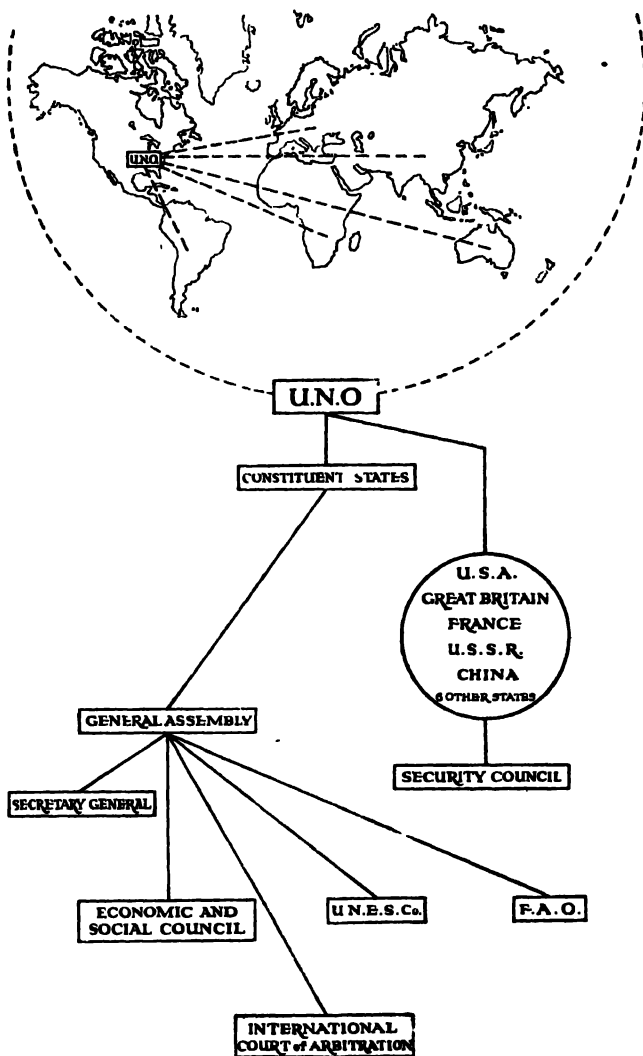 U.N.O
U.N.O
CONSTITUENT STATES
U.S.A.
GREAT BRITAIN
FRANCE
U.S.S.R.
CHINA
6 OTHER STATES
GENERAL ASSEMBLY
SECURITY COUNCIL
SECRETARY GENERAL
ECONOMIC AND
SOCIAL COUNCIL
U.N.E.S.Co.
F.A.O.
INTERNATIONAL
COURT of ARBITRATION